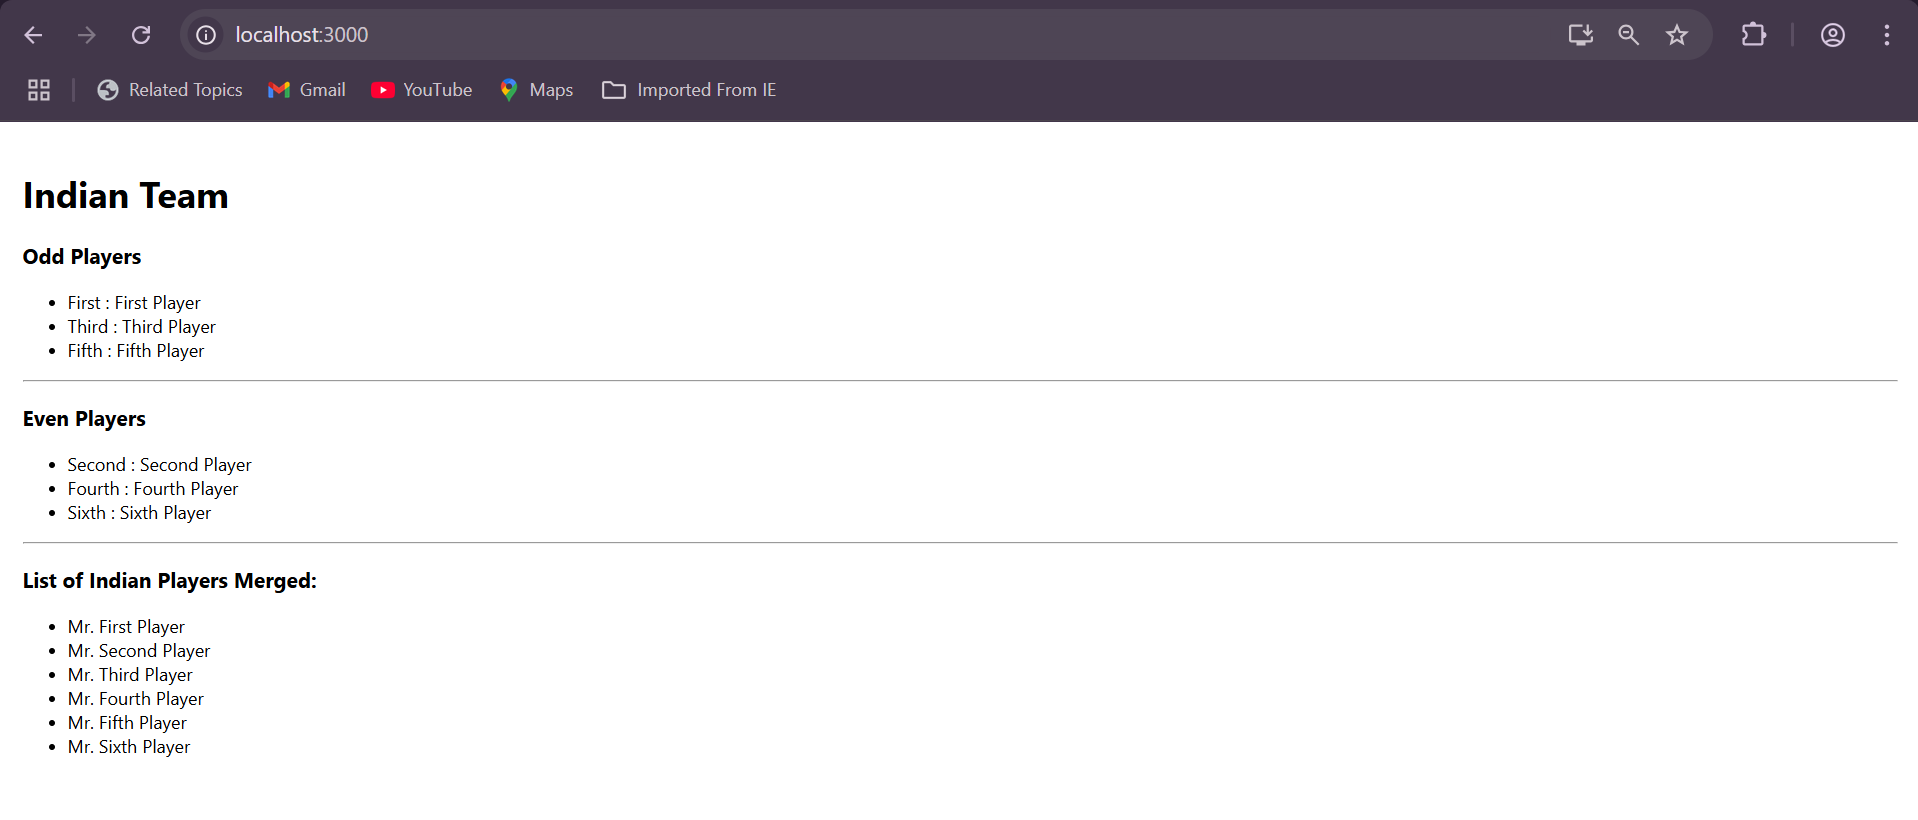 localhost:3000
Related Topics Gmail YouTube Maps Imported From IE
Indian Team
Odd Players
• First : First Player
• Third : Third Player
• Fifth : Fifth Player
Even Players
• Second : Second Player
• Fourth : Fourth Player
• Sixth : Sixth Player
List of Indian Players Merged:
• Mr. First Player
• Mr. Second Player
• Mr. Third Player
• Mr. Fourth Player
• Mr. Fifth Player
• Mr. Sixth Player